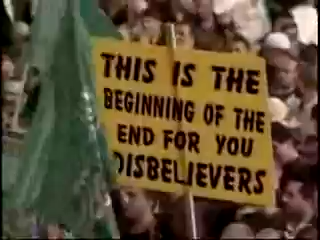 THIS IS THE
BEGINNING OF THE
END FOR YOU
DISBELIEVERS